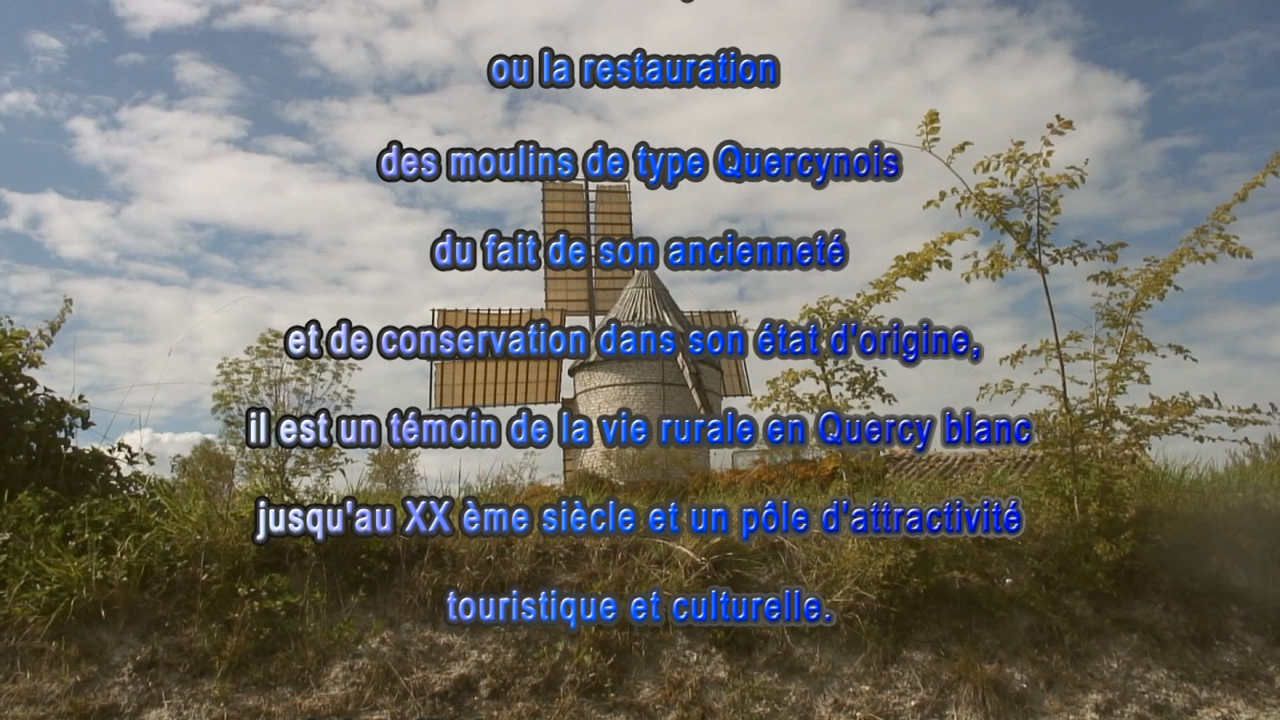 ou la restauration
des moulins de type Quercynois
du fait de son ancienneté
et de conservation dans son état d'origine,
il est un témoin de la vie rurale en Quercy blanc
jusqu'au XX ème siècle et un pôle d'attractivité
touristique et culturelle.